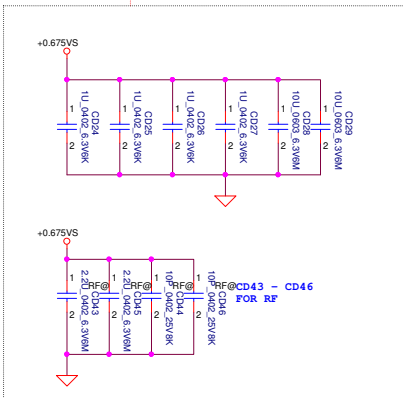 +0.675VS
1 2 CD24 1U_0402_6.3V6K
1 2 CD25 1U_0402_6.3V6K
1 2 CD26 1U_0402_6.3V6K
1 2 CD27 1U_0402_6.3V6K
1 2 CD28 10U_0603_6.3V6M
1 2 CD29 10U_0603_6.3V6M
+0.675VS
1 2 RF@ CD43 2.2U_0402_6.3V6M
1 2 RF@ CD45 2.2U_0402_6.3V6M
1 2 RF@ CD44 10P_0402_25V8K
1 2 RF@ CD46 10P_0402_25V8K
CD43 - CD46
FOR RF